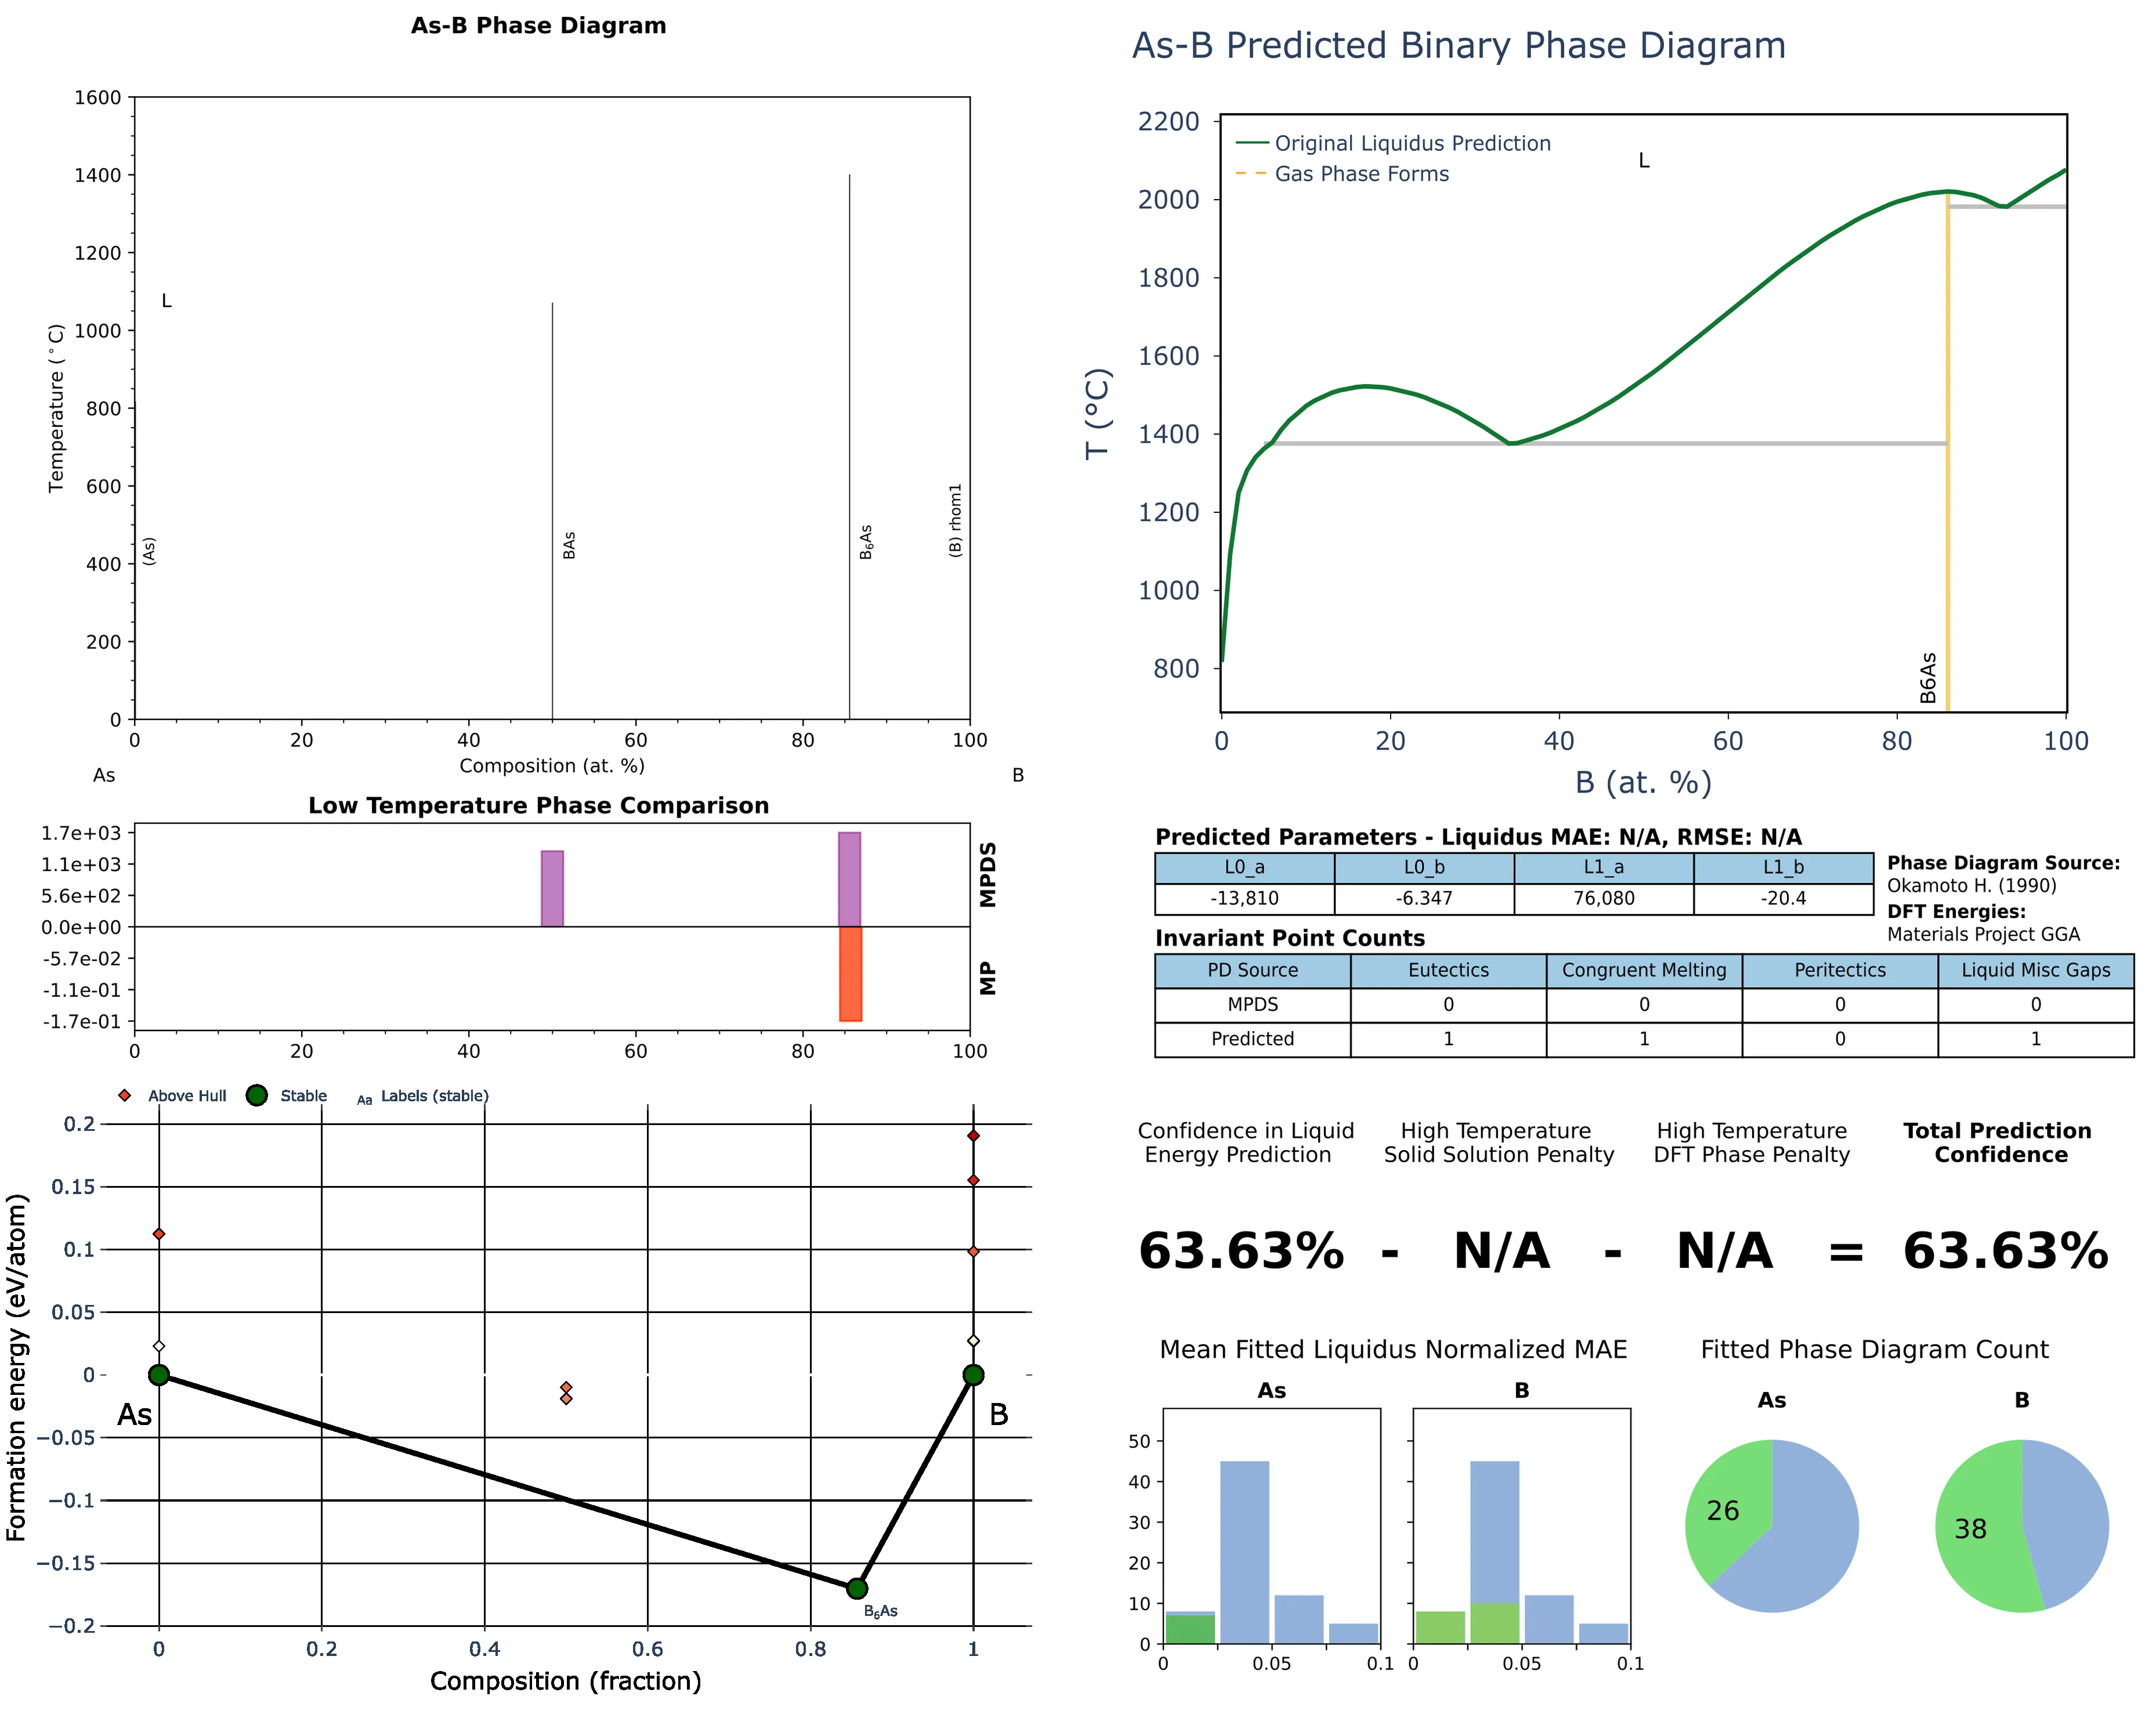 As-B Phase Diagram
1600
1400
1200
1000
800
600
400
200
0
Temperature (°C)
L
(As)
BAs
B₆As
(B) rhom1
0 20 40 60 80 100
Composition (at. %)
As B
Low Temperature Phase Comparison
1.7e+03
1.1e+03
5.6e+02
0.0e+00
-5.7e-02
-1.1e-01
-1.7e-01
MPDS
MP
0 20 40 60 80 100
Above Hull Stable Aa Labels (stable)
0.2
0.15
0.1
0.05
0
−0.05
−0.1
−0.15
−0.2
Formation energy (eV/atom)
As
B
B₆As
0 0.2 0.4 0.6 0.8 1
Composition (fraction)
As-B Predicted Binary Phase Diagram
2200
2000
1800
1600
1400
1200
1000
800
T (°C)
Original Liquidus Prediction
Gas Phase Forms
L
B6As
0 20 40 60 80 100
B (at. %)
Predicted Parameters - Liquidus MAE: N/A, RMSE: N/A
L0_a L0_b L1_a L1_b
-13,810 -6.347 76,080 -20.4
Phase Diagram Source:
Okamoto H. (1990)
DFT Energies:
Materials Project GGA
Invariant Point Counts
PD Source Eutectics Congruent Melting Peritectics Liquid Misc Gaps
MPDS 0 0 0 0
Predicted 1 1 0 1
Confidence in Liquid
Energy Prediction
High Temperature
Solid Solution Penalty
High Temperature
DFT Phase Penalty
Total Prediction
Confidence
63.63% - N/A - N/A = 63.63%
Mean Fitted Liquidus Normalized MAE
As B
50
40
30
20
10
0
0 0.05 0.1 0 0.05 0.1
Fitted Phase Diagram Count
As B
26 38